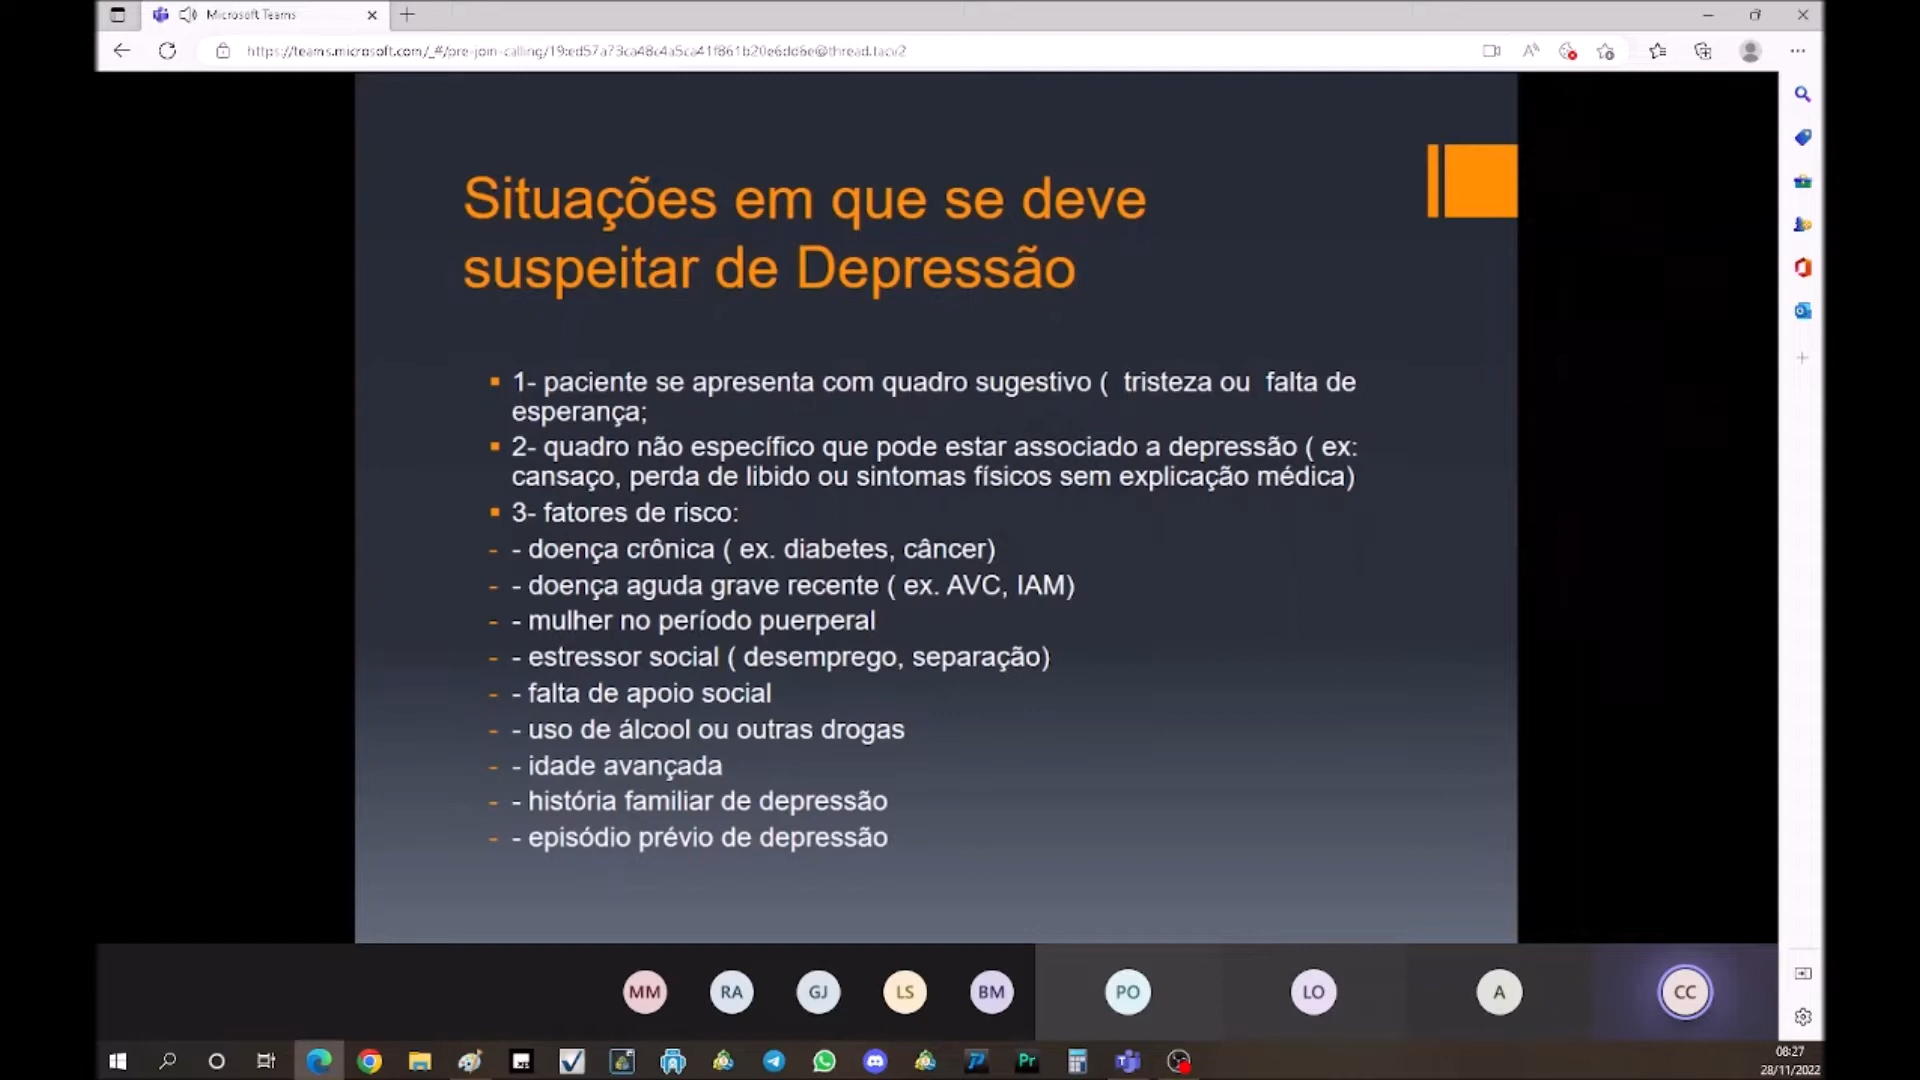 Microsoft Teams
Situações em que se deve
suspeitar de Depressão
1- paciente se apresenta com quadro sugestivo (  tristeza ou  falta de
esperança;
2- quadro não específico que pode estar associado a depressão ( ex:
cansaço, perda de libido ou sintomas físicos sem explicação médica)
3- fatores de risco:
- - doença crônica ( ex. diabetes, câncer)
- - doença aguda grave recente ( ex. AVC, IAM)
- - mulher no período puerperal
- - estressor social ( desemprego, separação)
- - falta de apoio social
- - uso de álcool ou outras drogas
- - idade avançada
- - história familiar de depressão
- - episódio prévio de depressão
MM RA GJ LS BM PO LO A CC
08:27
28/11/2022